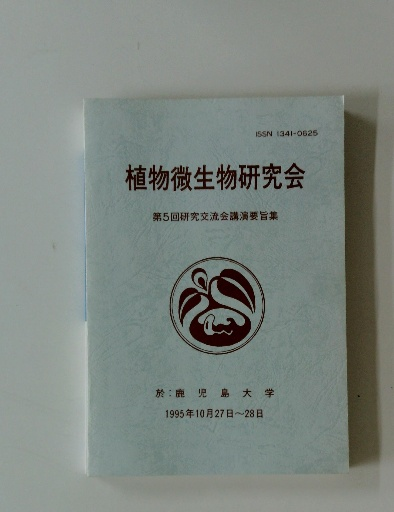 ISSN 1341-0625
植物微生物研究会
第5回研究交流会講演要旨集
於:鹿児島大学
1995年10月27日～28日